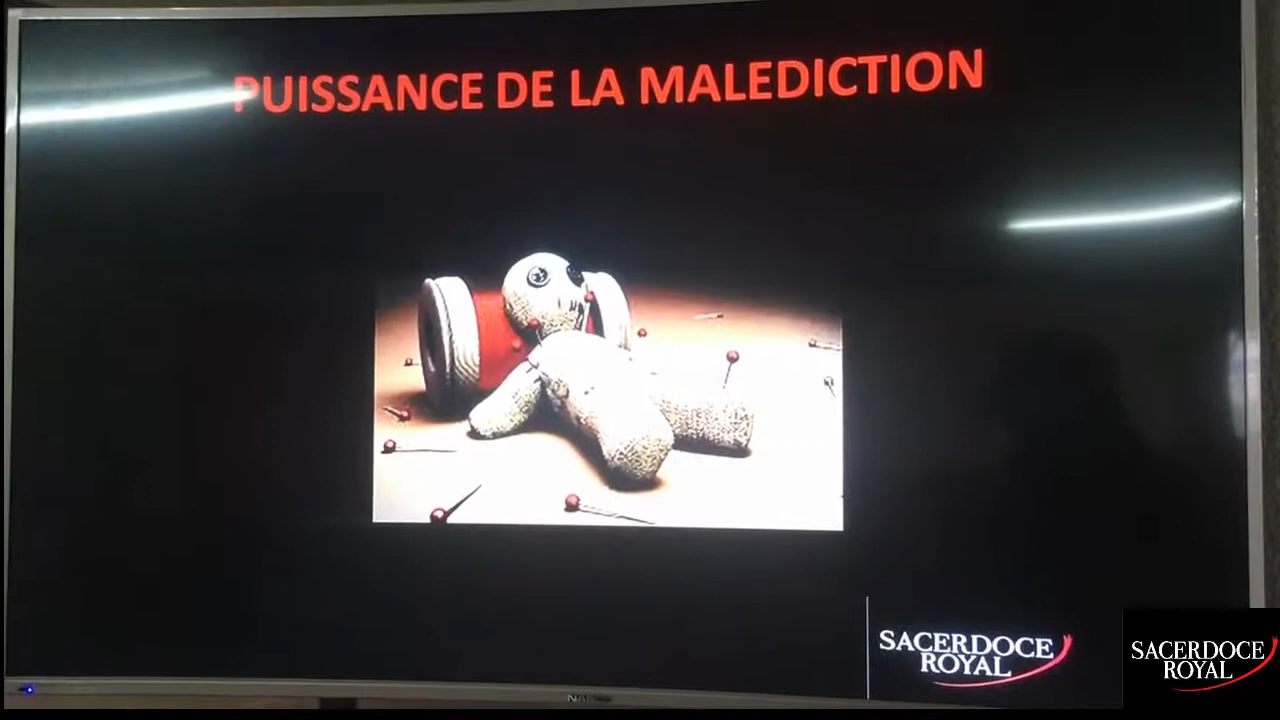 PUISSANCE DE LA MALEDICTION
SACERDOCE
ROYAL
SACERDOCE
ROYAL